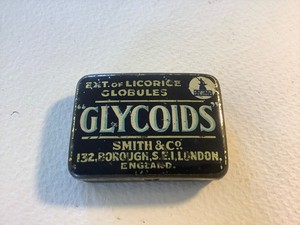 EXT. OF LICORICE
GLOBULES
"GLYCOIDS"
SMITH & CO.
132, BOROUGH, S.E.1, LONDON,
ENGLAND.